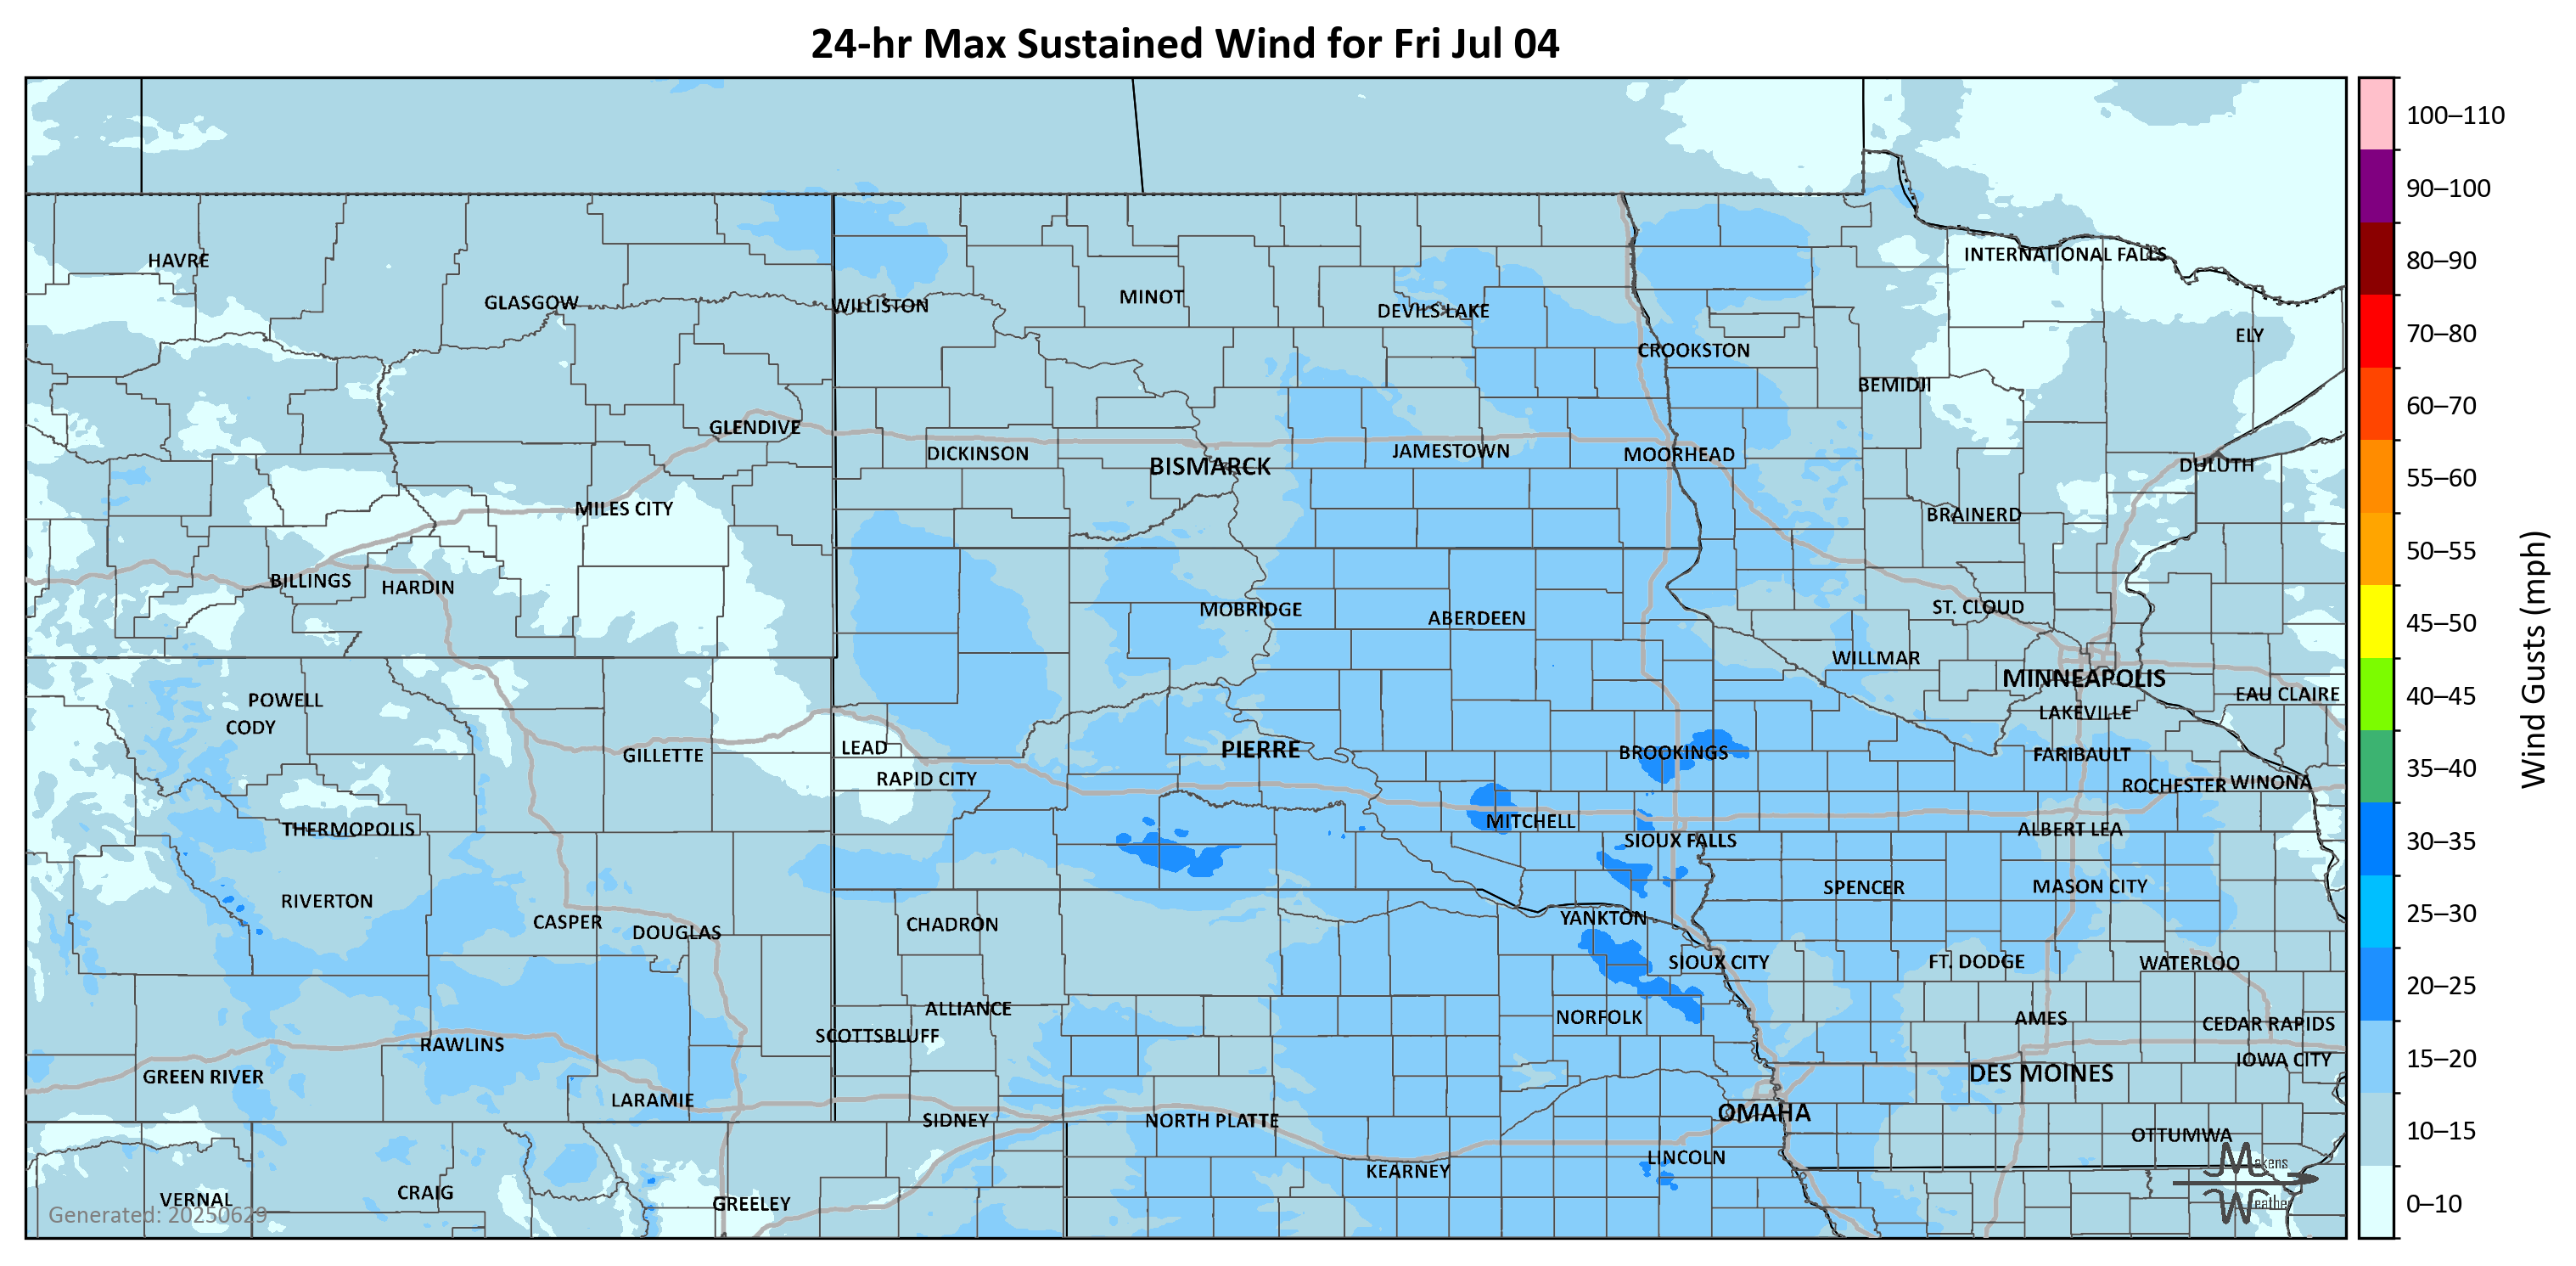 24-hr Max Sustained Wind for Fri Jul 04
100–110
90–100
80–90
70–80
60–70
55–60
50–55
45–50
40–45
35–40
30–35
25–30
20–25
15–20
10–15
0–10
Wind Gusts (mph)
HAVRE
GLASGOW
WILLISTON
MINOT
DEVILS LAKE
INTERNATIONAL FALLS
ELY
CROOKSTON
BEMIDJI
GLENDIVE
DICKINSON
BISMARCK
JAMESTOWN
MOORHEAD
DULUTH
MILES CITY
BRAINERD
BILLINGS
HARDIN
MOBRIDGE
ABERDEEN
ST. CLOUD
WILLMAR
MINNEAPOLIS
EAU CLAIRE
POWELL
CODY
LAKEVILLE
GILLETTE
LEAD
PIERRE
BROOKINGS
FARIBAULT
RAPID CITY
ROCHESTER
WINONA
THERMOPOLIS
MITCHELL
SIOUX FALLS
ALBERT LEA
RIVERTON
CASPER
DOUGLAS
CHADRON
YANKTON
SPENCER
MASON CITY
SIOUX CITY
FT. DODGE
WATERLOO
ALLIANCE
SCOTTSBLUFF
NORFOLK
AMES
CEDAR RAPIDS
RAWLINS
IOWA CITY
GREEN RIVER
DES MOINES
LARAMIE
SIDNEY
NORTH PLATTE
OMAHA
OTTUMWA
LINCOLN
KEARNEY
VERNAL
CRAIG
GREELEY
Generated: 20250629
Makens
Weather